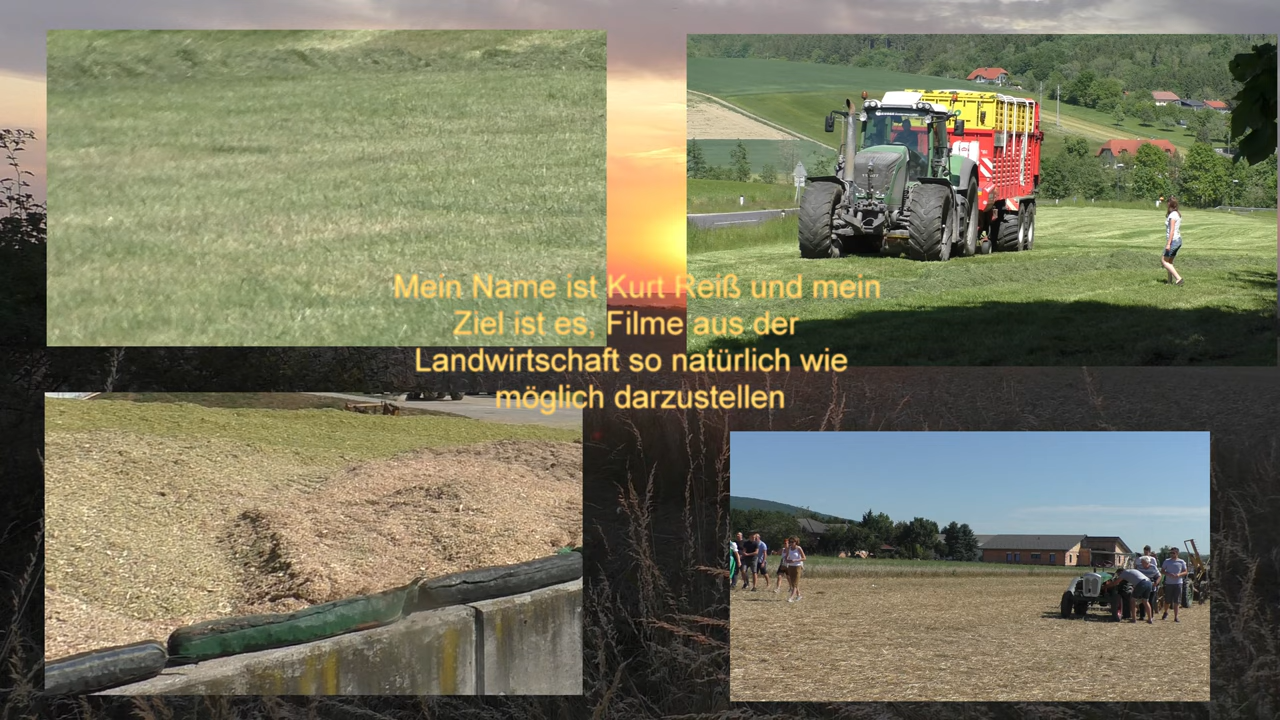 Mein Name ist Kurt Reiß und mein
Ziel ist es, Filme aus der
Landwirtschaft so natürlich wie
möglich darzustellen